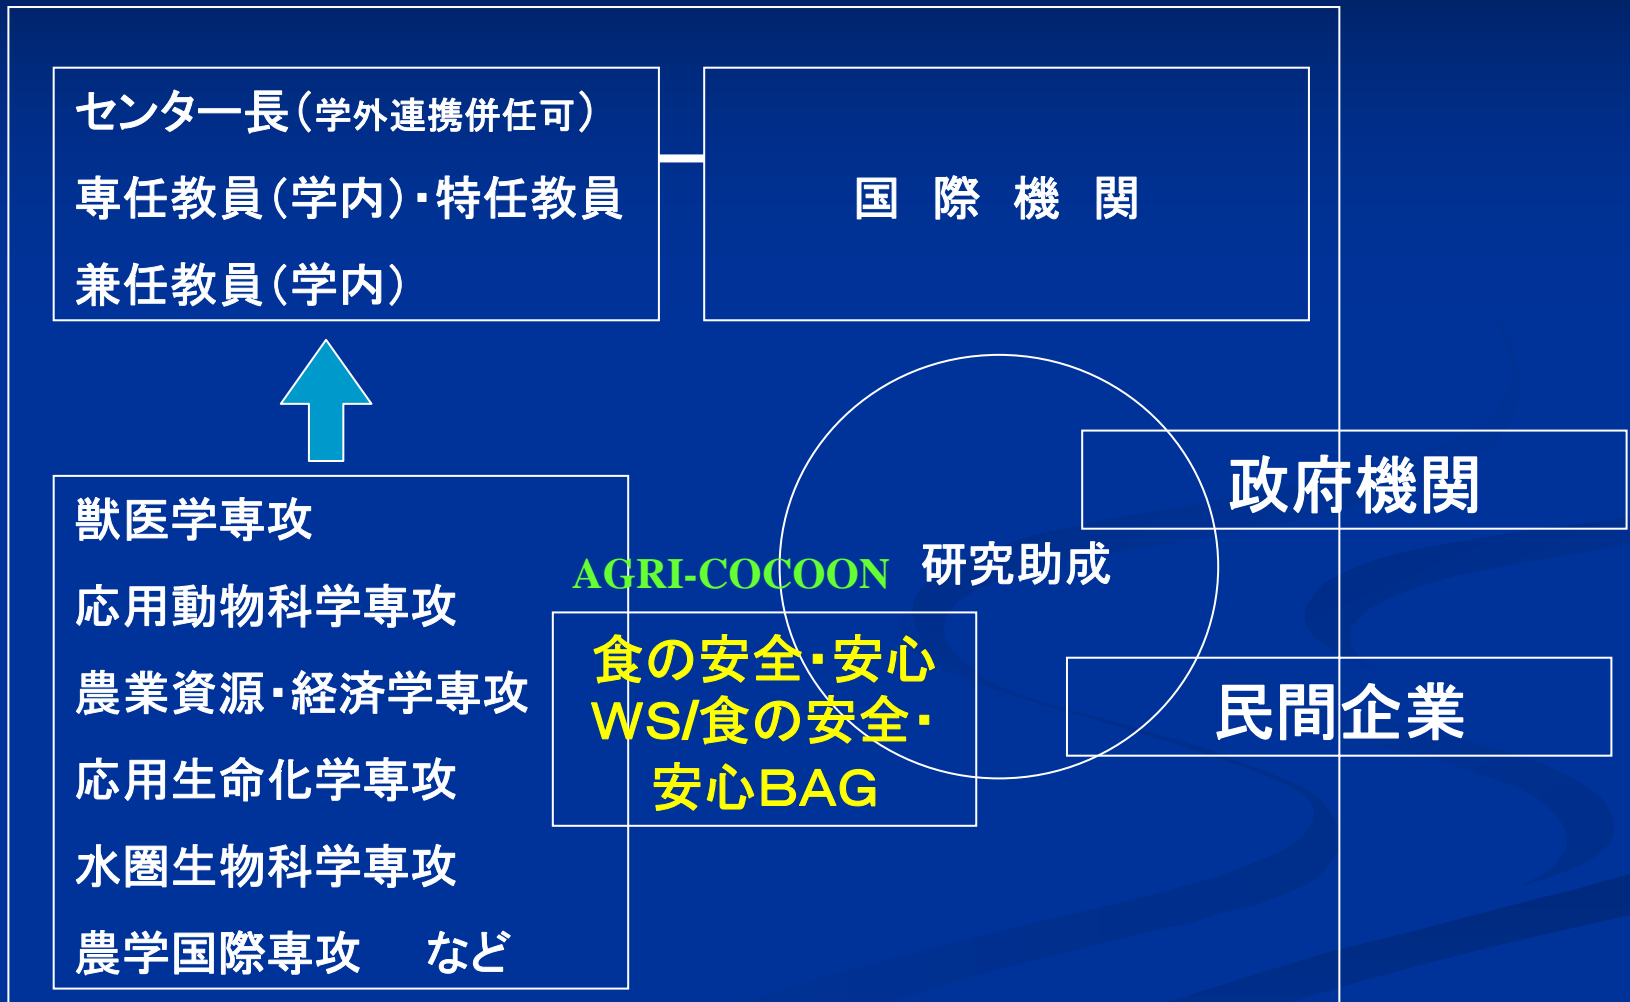 センター長（学外連携併任可）
専任教員（学内）・特任教員
兼任教員（学内）
国　際　機　関
政府機関
研究助成
民間企業
AGRI-COCOON
食の安全・安心
WS/食の安全・
安心BAG
獣医学専攻
応用動物科学専攻
農業資源・経済学専攻
応用生命化学専攻
水圏生物科学専攻
農学国際専攻　など